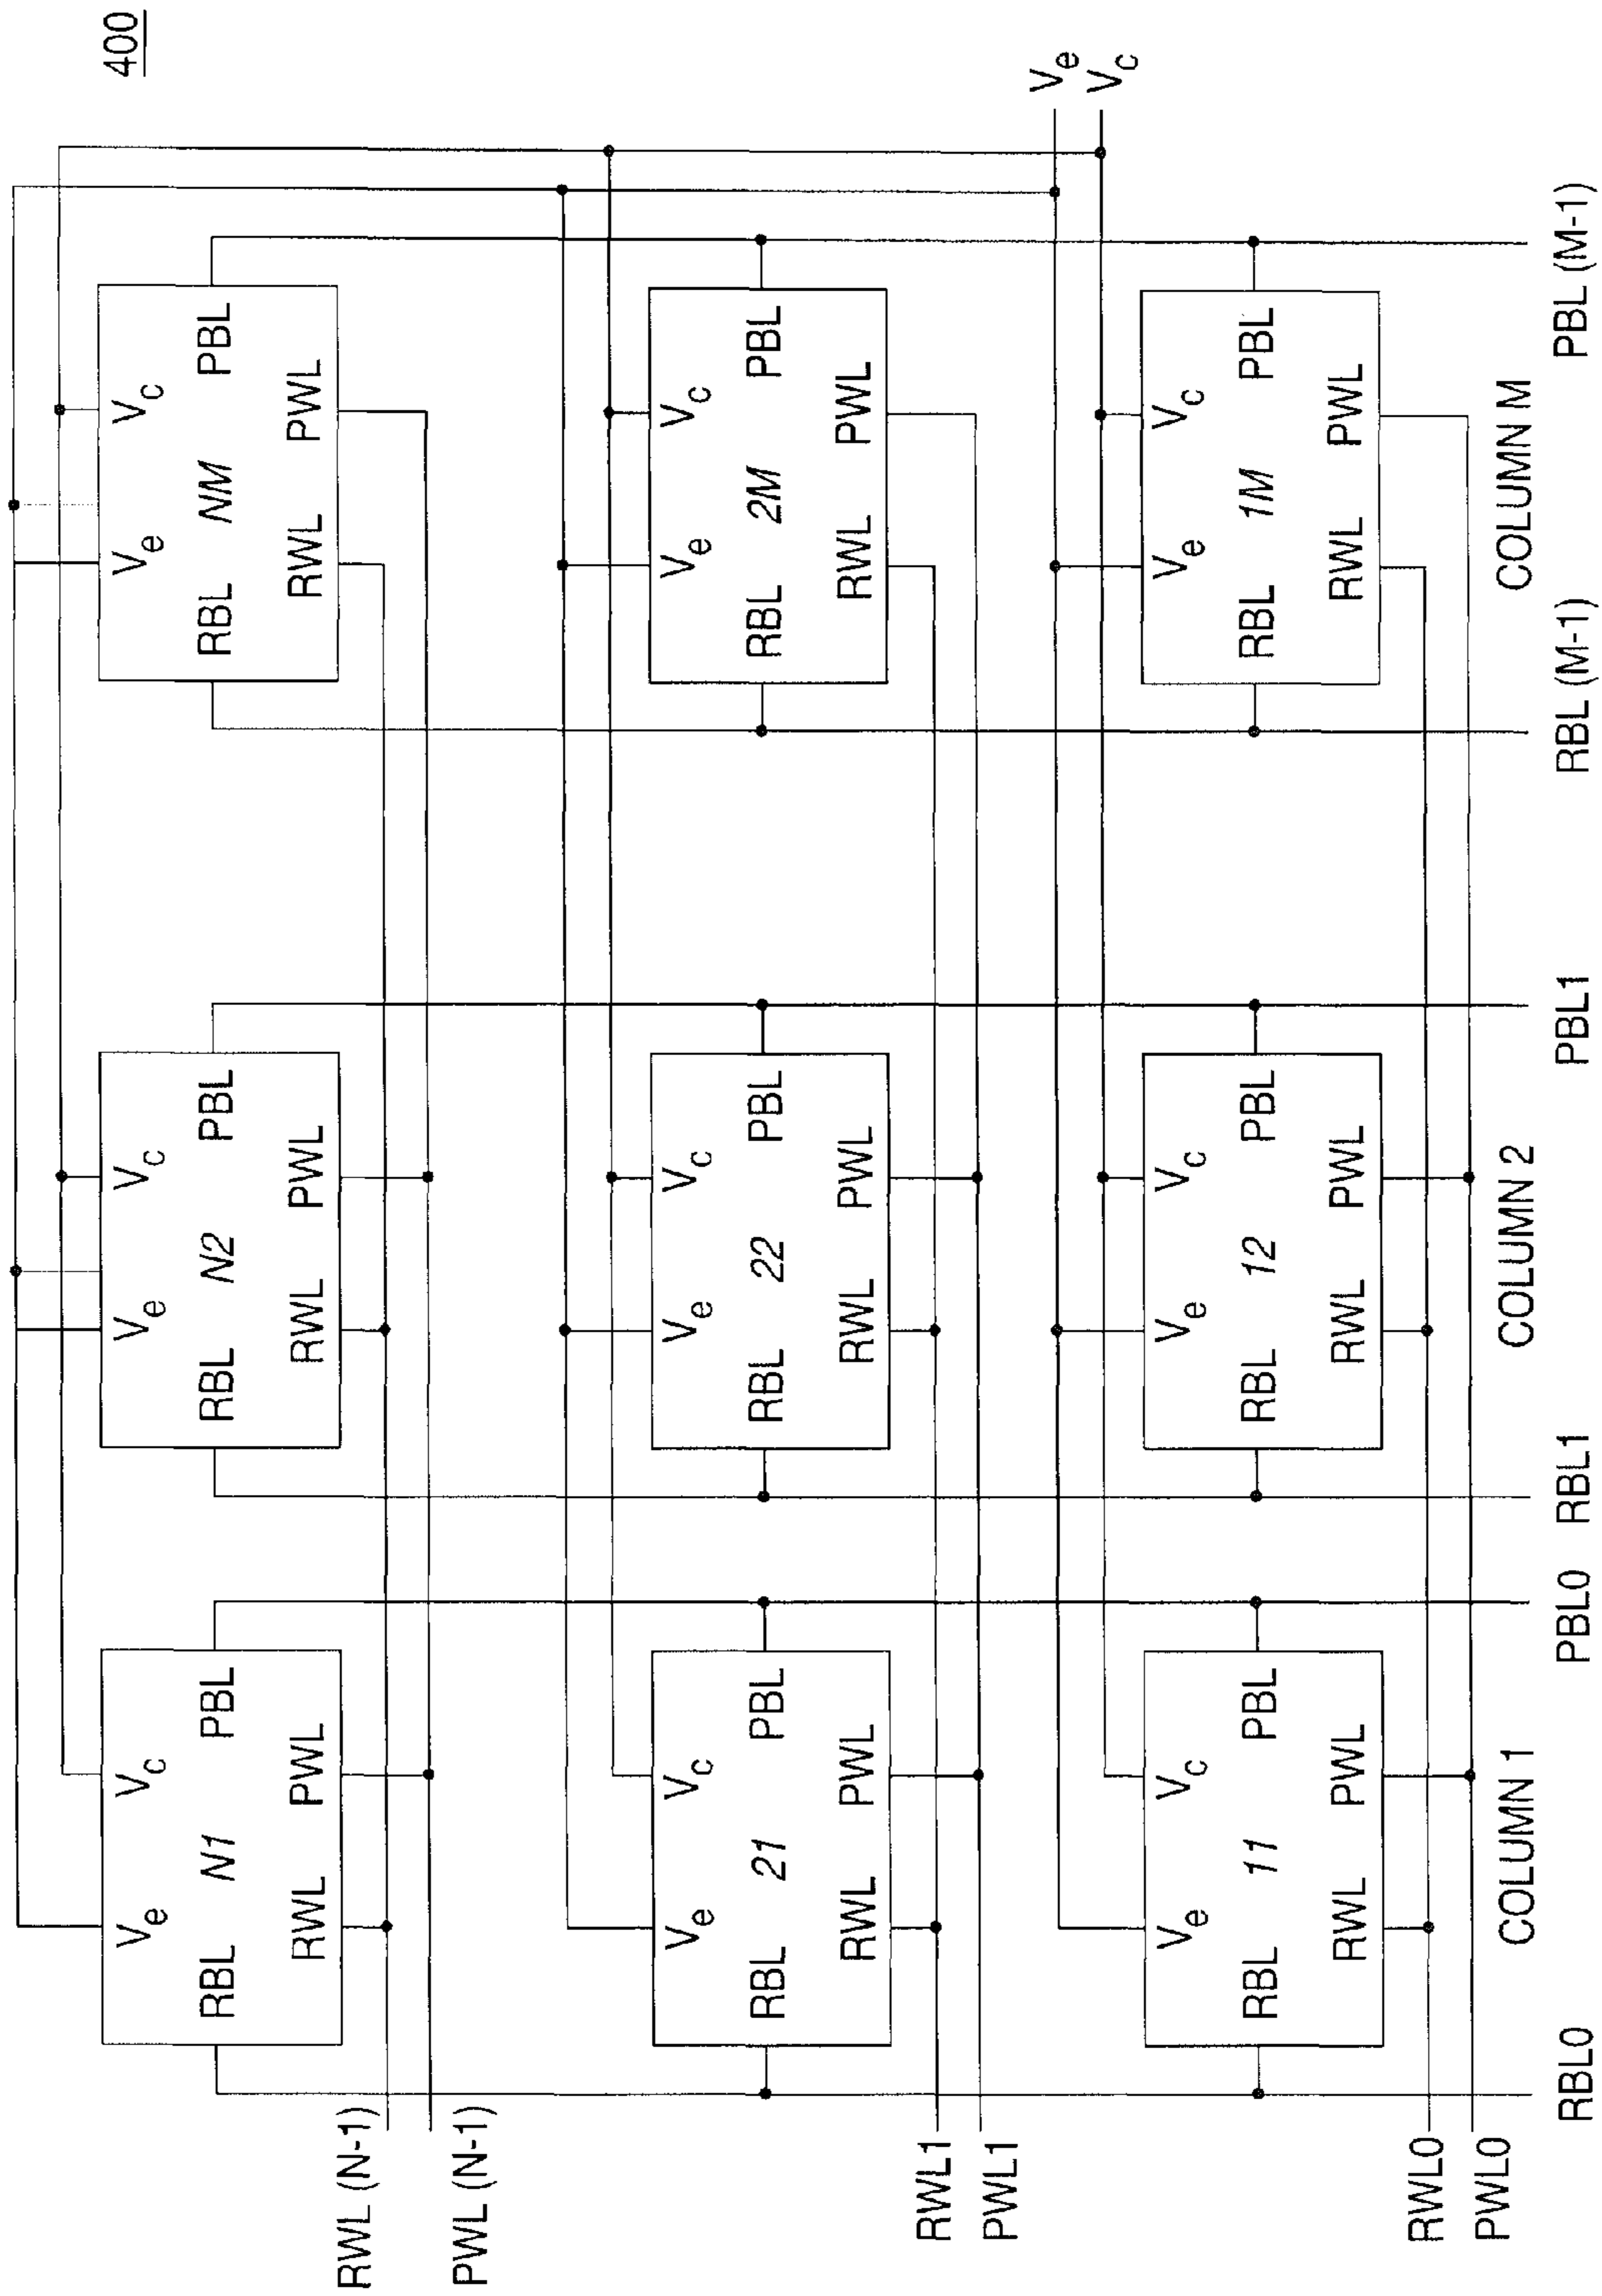 400
Ve Vc Ve Vc Ve Vc
RBL N1 PBL RBL N2 PBL RBL NM PBL
RWL PWL RWL PWL RWL PWL
RWL (N-1)
PWL (N-1)
Ve Vc Ve Vc Ve Vc
RBL 21 PBL RBL 22 PBL RBL 2M PBL
RWL PWL RWL PWL RWL PWL
RWL1
PWL1
Ve
Vc
Ve Vc Ve Vc Ve Vc
RBL 11 PBL RBL 12 PBL RBL 1M PBL
RWL PWL RWL PWL RWL PWL
RWL0
PWL0
COLUMN 1 COLUMN 2 COLUMN M
RBL0 PBL0 RBL1 PBL1 RBL (M-1) PBL (M-1)